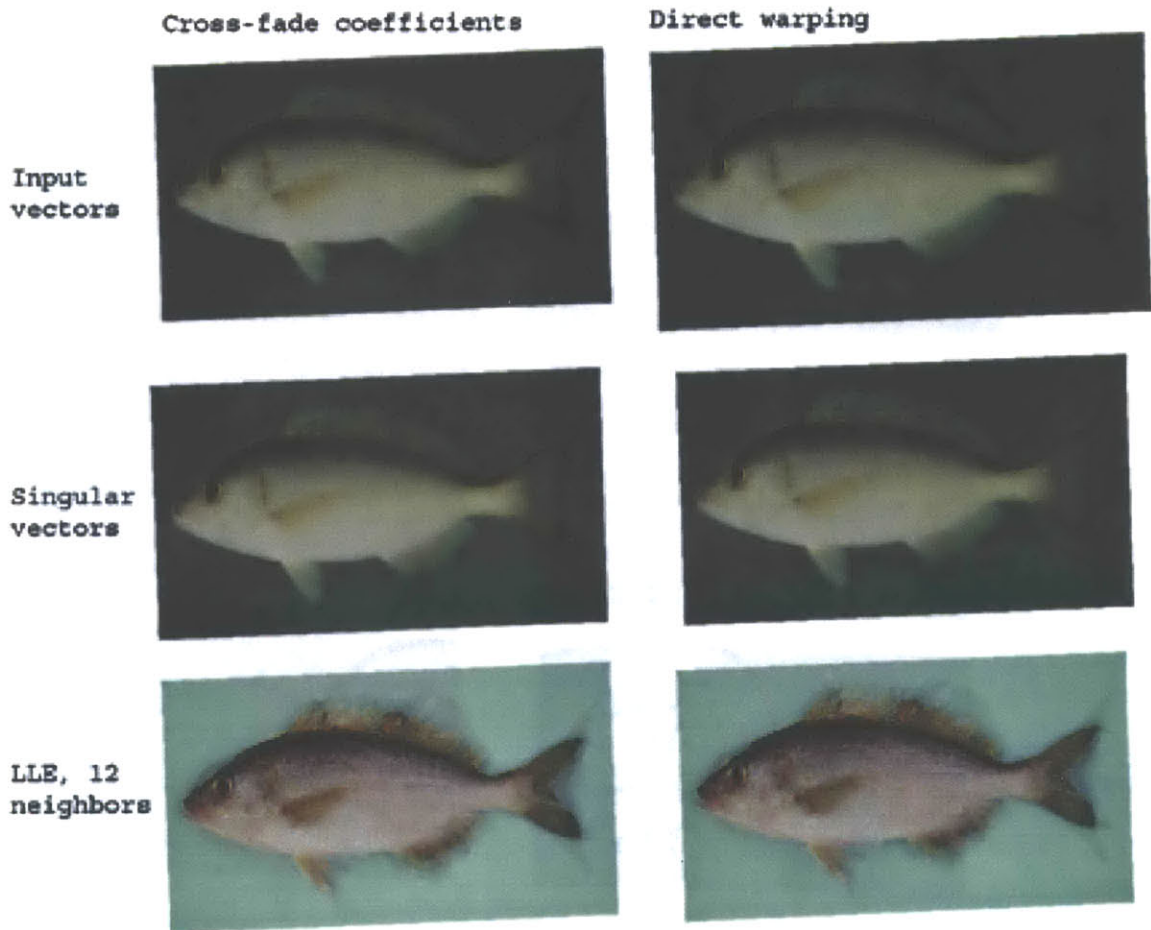 Cross-fade coefficients
Direct warping
Input
vectors
Singular
vectors
LLE, 12
neighbors